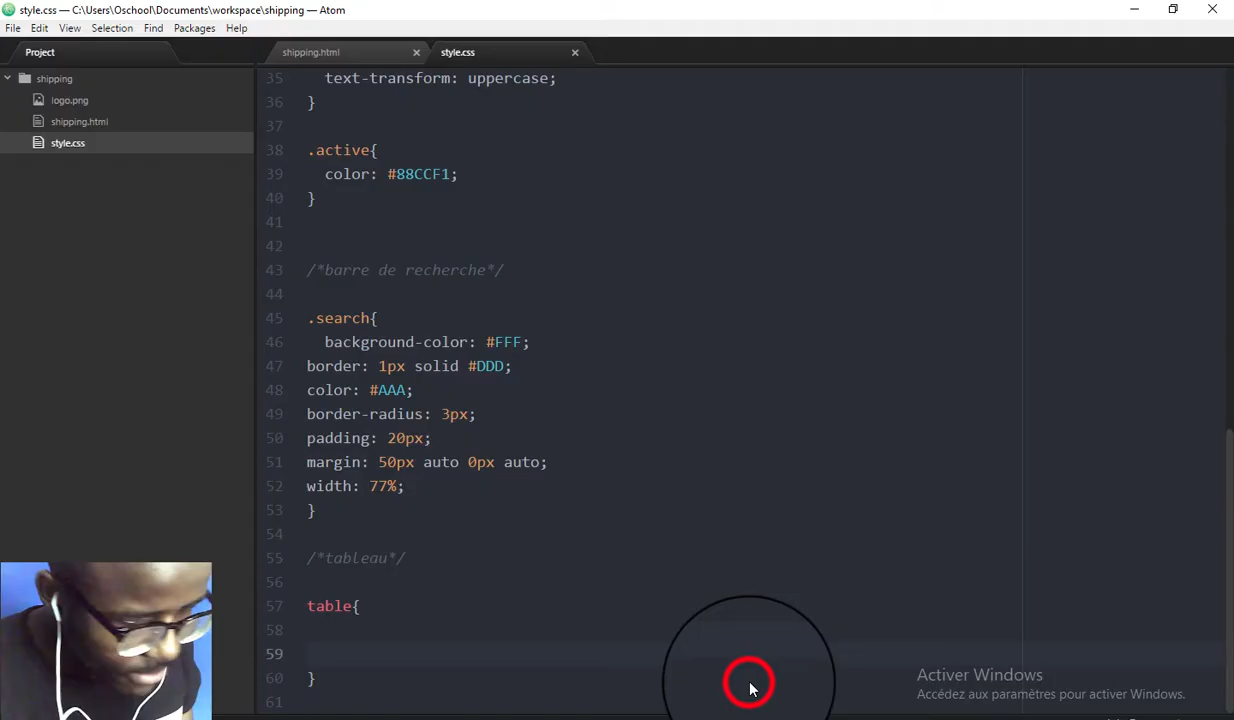 style.css — C:\Users\Oschool\Documents\workspace\shipping — Atom
File Edit View Selection Find Packages Help
Project
shipping.html
style.css
shipping
logo.png
shipping.html
style.css
35 text-transform: uppercase;
36 }
37
38 .active{
39 color: #88CCF1;
40 }
41
42
43 /*barre de recherche*/
44
45 .search{
46 background-color: #FFF;
47 border: 1px solid #DDD;
48 color: #AAA;
49 border-radius: 3px;
50 padding: 20px;
51 margin: 50px auto 0px auto;
52 width: 77%;
53 }
54
55 /*tableau*/
56
57 table{
58
59
60 }
61
Activer Windows
Accédez aux paramètres pour activer Windows.